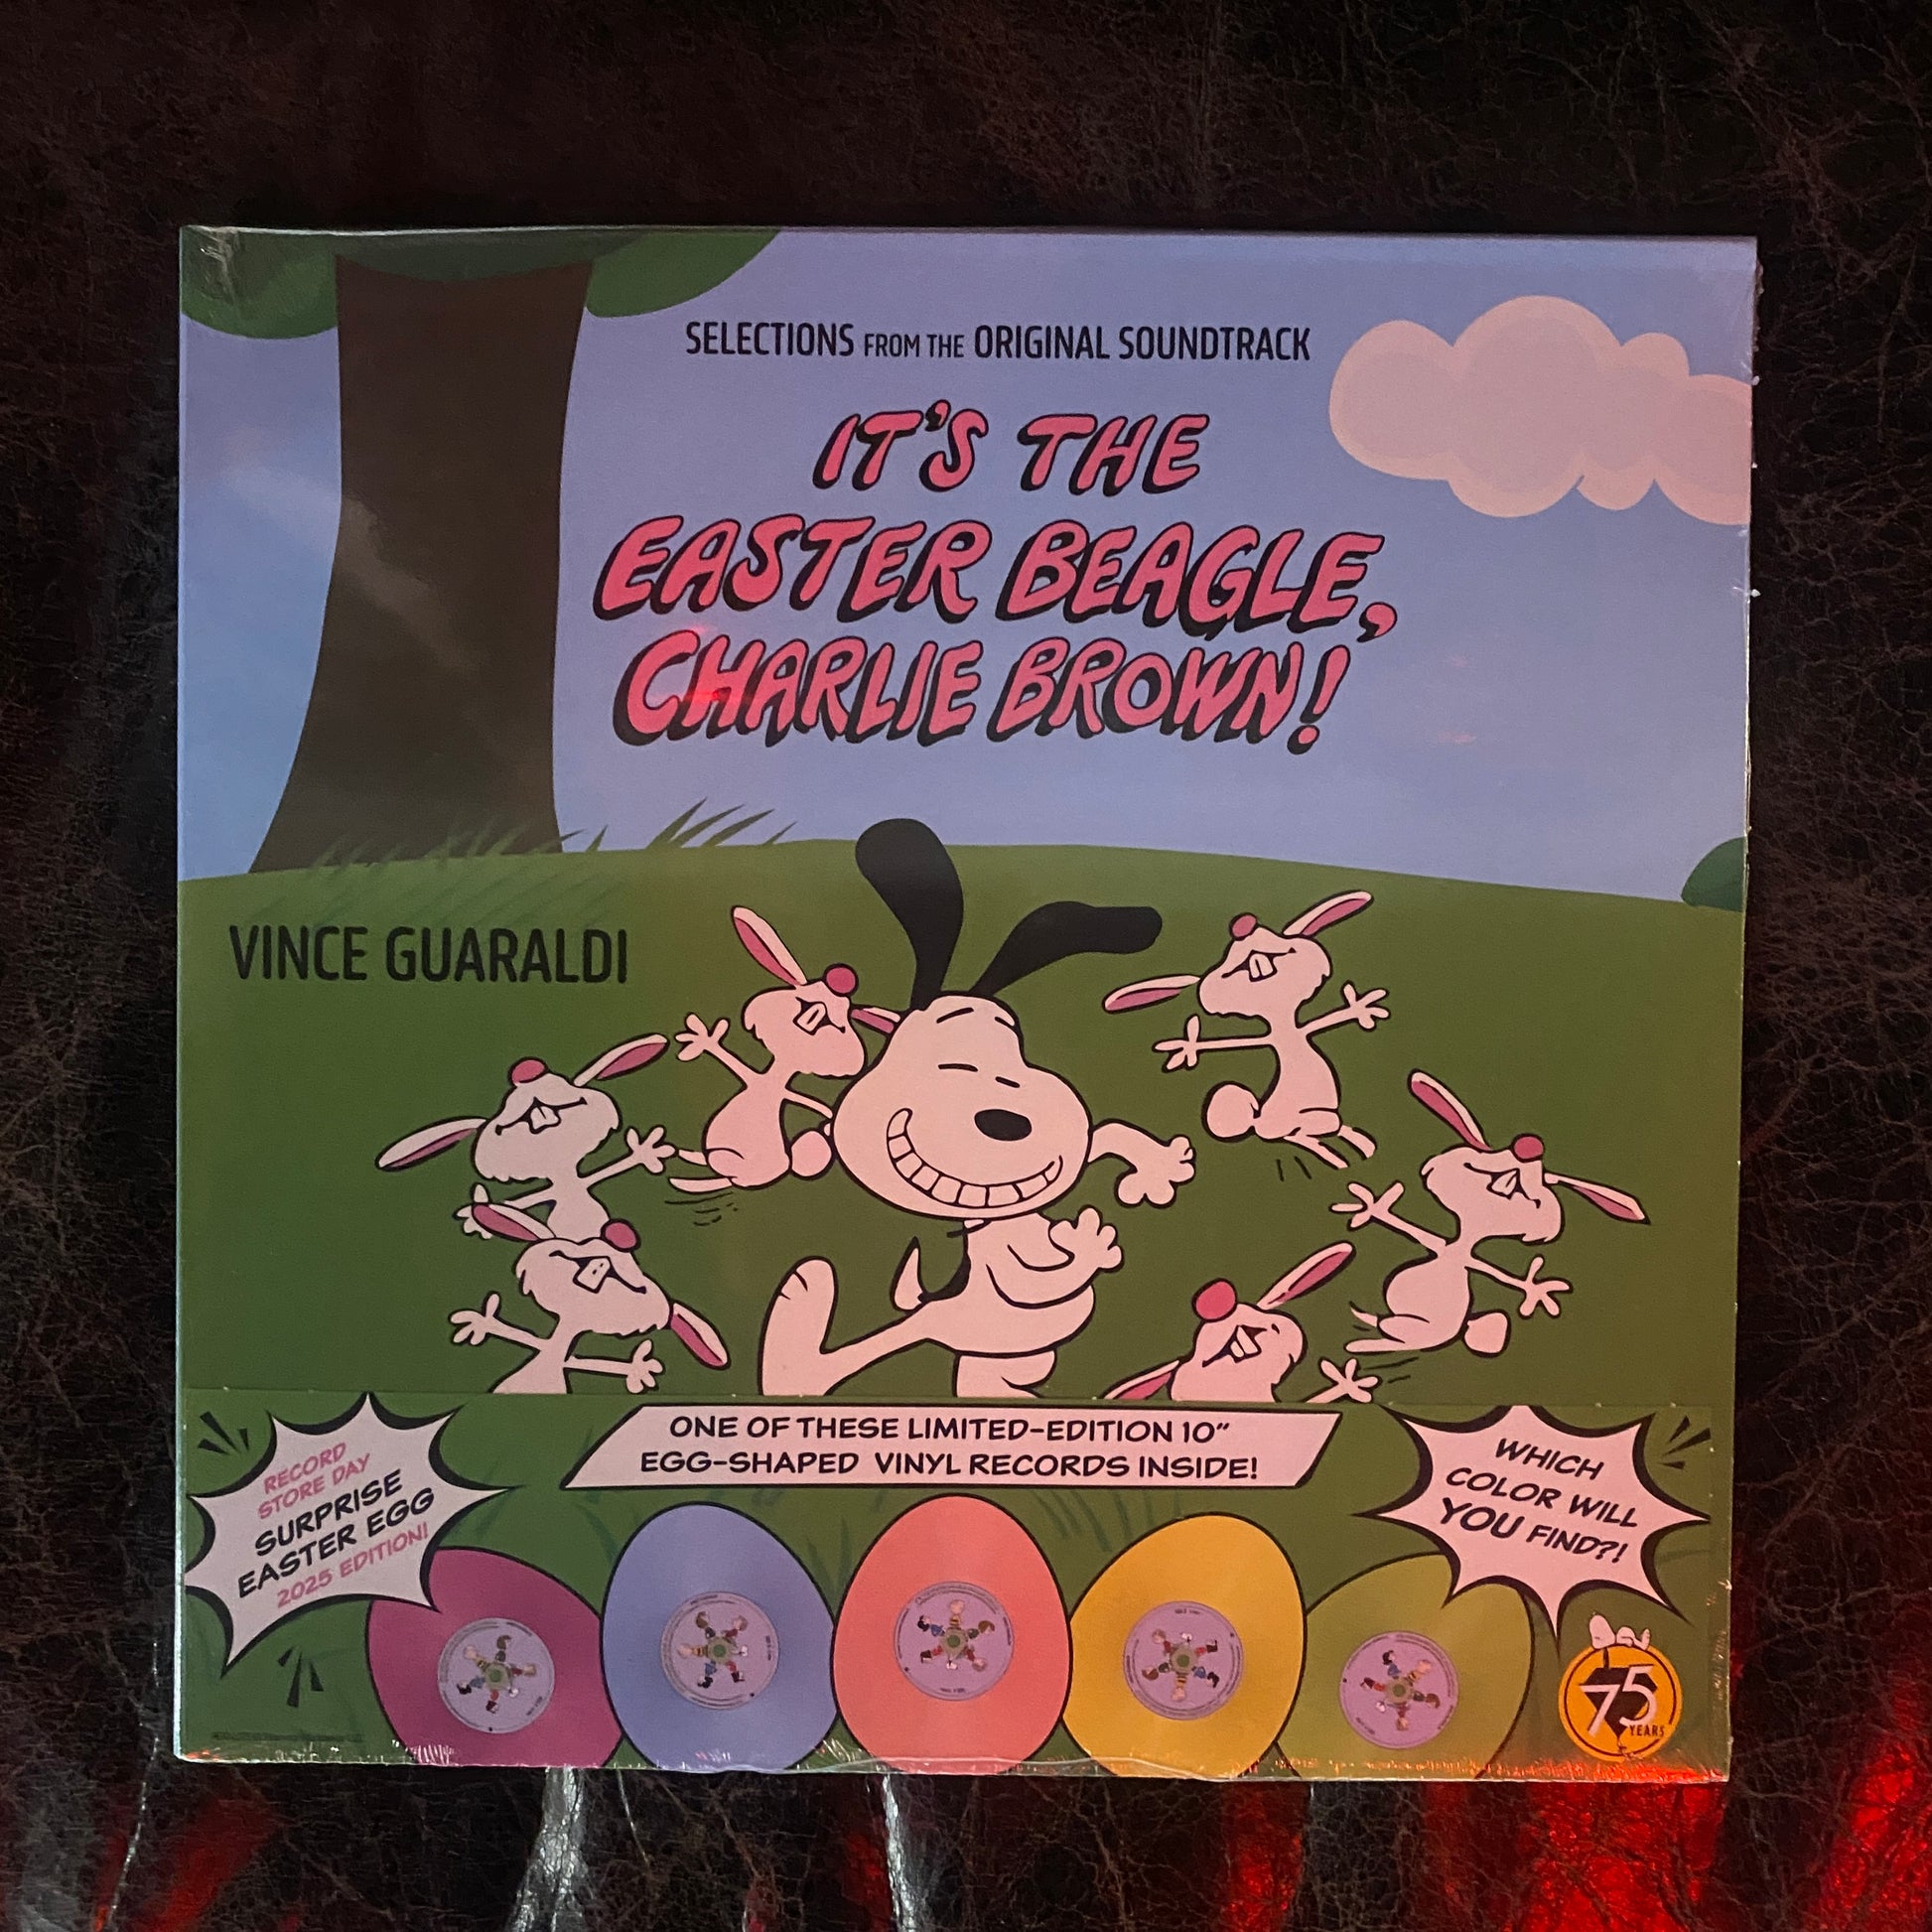 SELECTIONS FROM THE ORIGINAL SOUNDTRACK
IT'S THE
EASTER BEAGLE,
CHARLIE BROWN!
VINCE GUARALDI
RECORD
STORE DAY
SURPRISE
EASTER EGG
2025 EDITION!
ONE OF THESE LIMITED-EDITION 10"
EGG-SHAPED VINYL RECORDS INSIDE!
WHICH
COLOR WILL
YOU FIND?!
75
YEARS